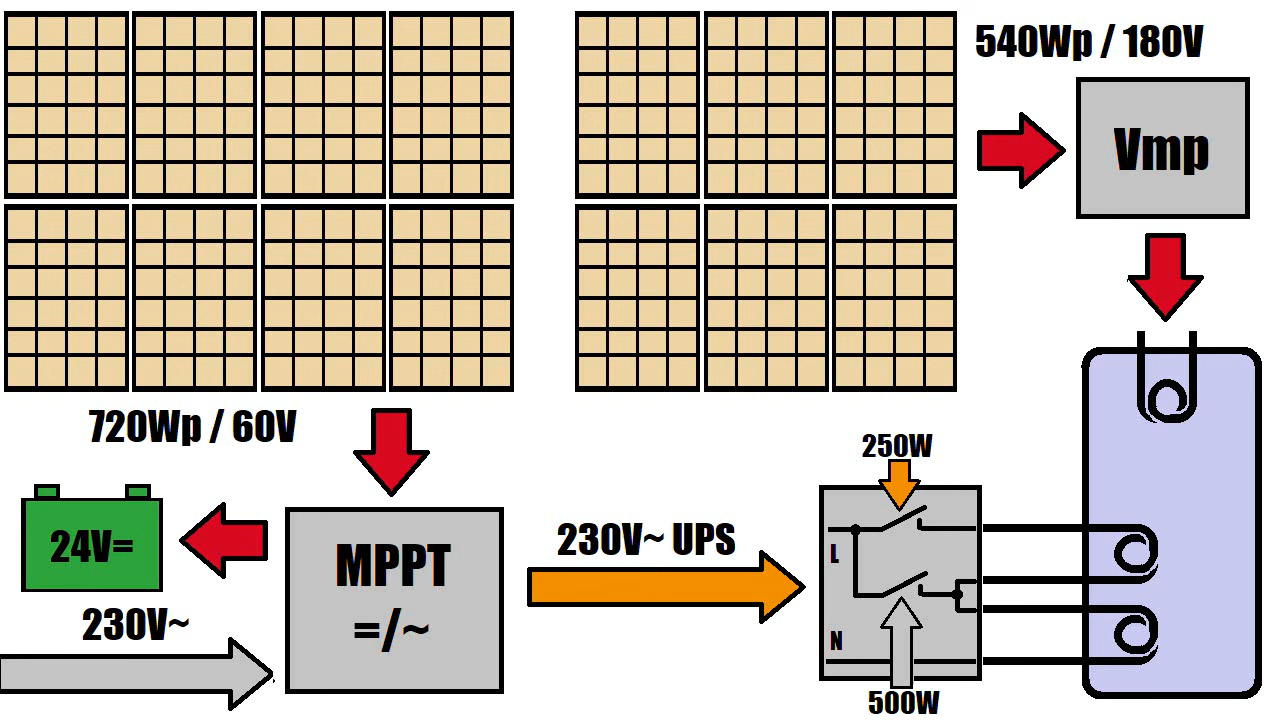 540Wp / 180V
Vmp
720Wp / 60V
250W
24V=
MPPT
=/~
230V~ UPS
L
230V~
N
500W